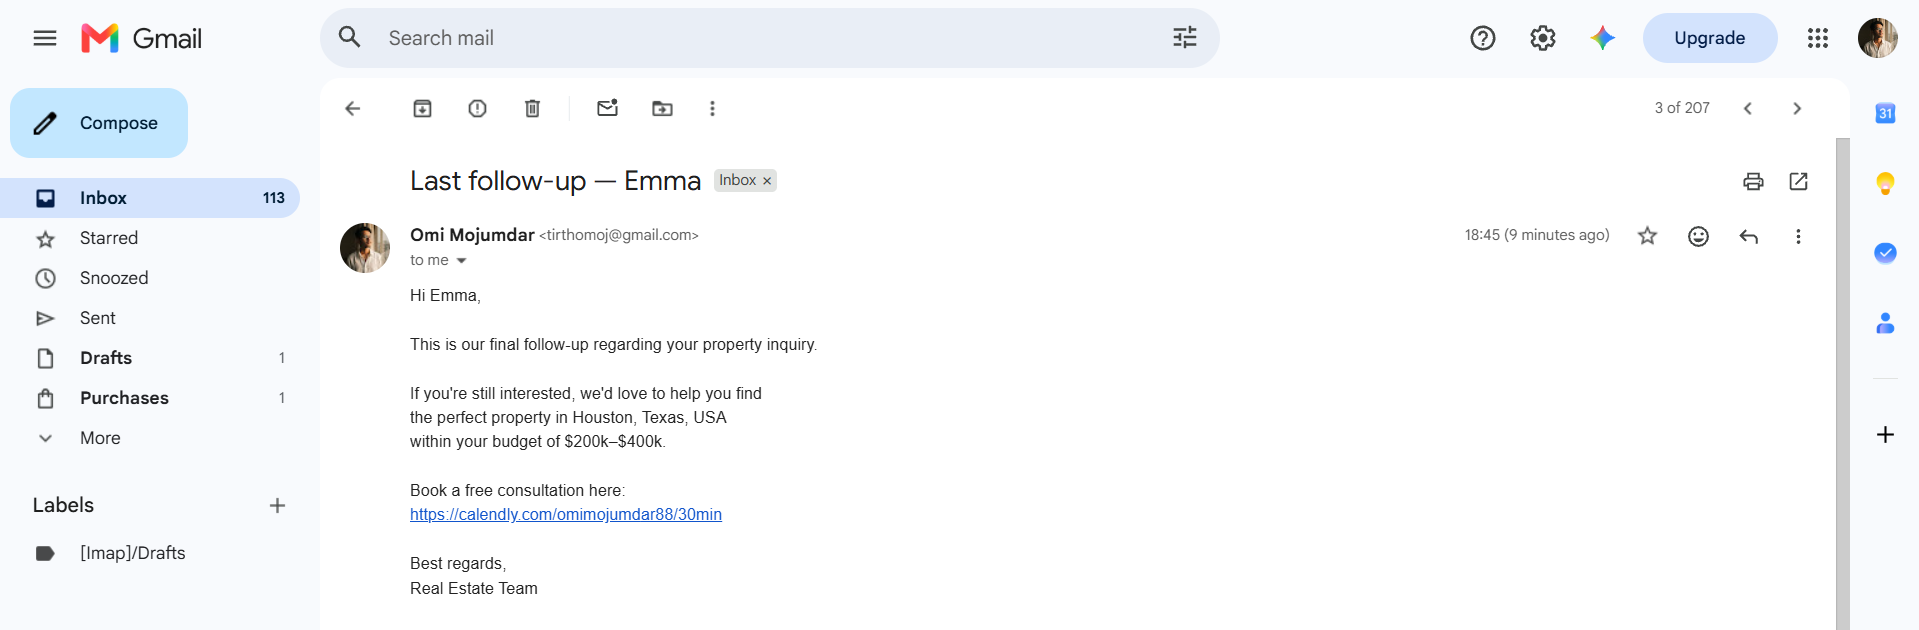 Gmail
Search mail
Upgrade
Compose
3 of 207
31
Inbox 113
Starred
Snoozed
Sent
Drafts 1
Purchases 1
More
Labels
[Imap]/Drafts
Last follow-up — Emma Inbox ×
Omi Mojumdar <tirthomoj@gmail.com> 18:45 (9 minutes ago)
to me
Hi Emma,
This is our final follow-up regarding your property inquiry.
If you're still interested, we'd love to help you find
the perfect property in Houston, Texas, USA
within your budget of $200k–$400k.
Book a free consultation here:
https://calendly.com/omimojumdar88/30min
Best regards,
Real Estate Team